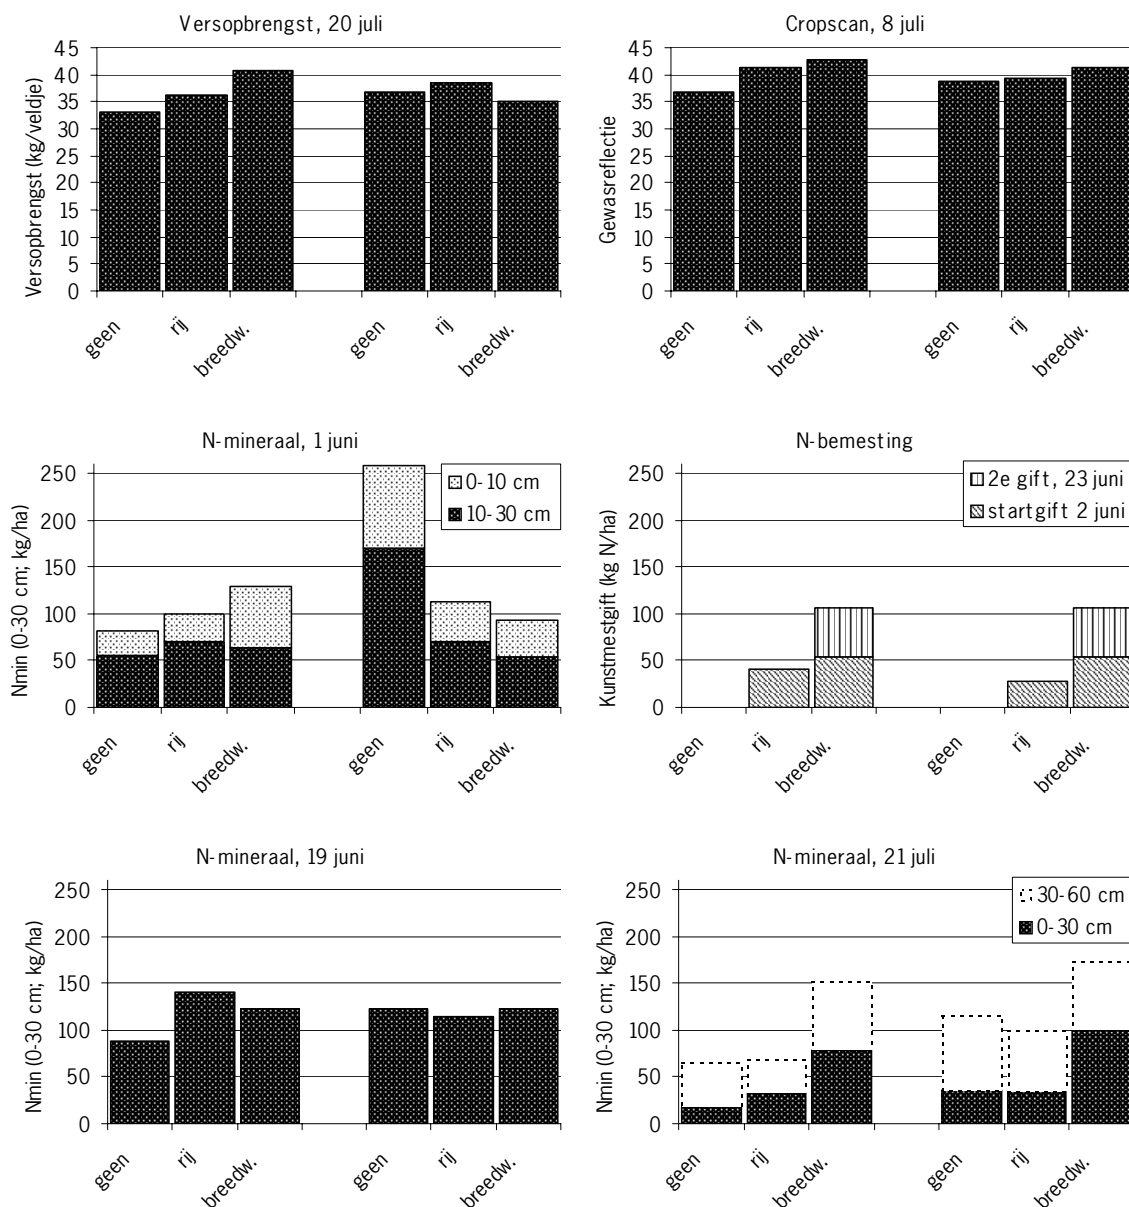 Versopbrengst, 20 juli
Versopbrengst (kg/veldje)
45
40
35
30
25
20
15
10
5
0
geen
rij
breedw.
geen
rij
breedw.
Cropscan, 8 juli
Gewasreflectie
45
40
35
30
25
20
15
10
5
0
geen
rij
breedw.
geen
rij
breedw.
N-mineraal, 1 juni
Nmin (0-30 cm; kg/ha)
250
200
150
100
50
0
0-10 cm
10-30 cm
geen
rij
breedw.
geen
rij
breedw.
N-bemesting
Kunstmestgift (kg N/ha)
250
200
150
100
50
0
2e gift, 23 juni
startgift 2 juni
geen
rij
breedw.
geen
rij
breedw.
N-mineraal, 19 juni
Nmin (0-30 cm; kg/ha)
250
200
150
100
50
0
geen
rij
breedw.
geen
rij
breedw.
N-mineraal, 21 juli
Nmin (0-30 cm; kg/ha)
250
200
150
100
50
0
30-60 cm
0-30 cm
geen
rij
breedw.
geen
rij
breedw.